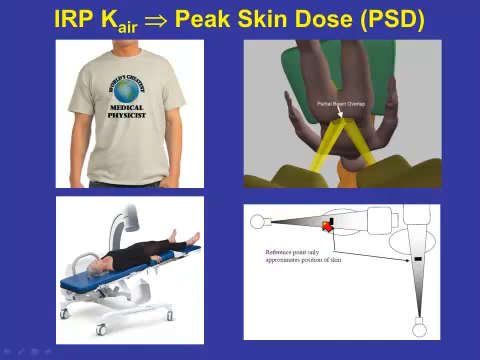 IRP Kair ⇒ Peak Skin Dose (PSD)
WORLD'S GREATEST
MEDICAL
PHYSICIST
Partial Beam Overlap
Reference point only
approximates position of skin